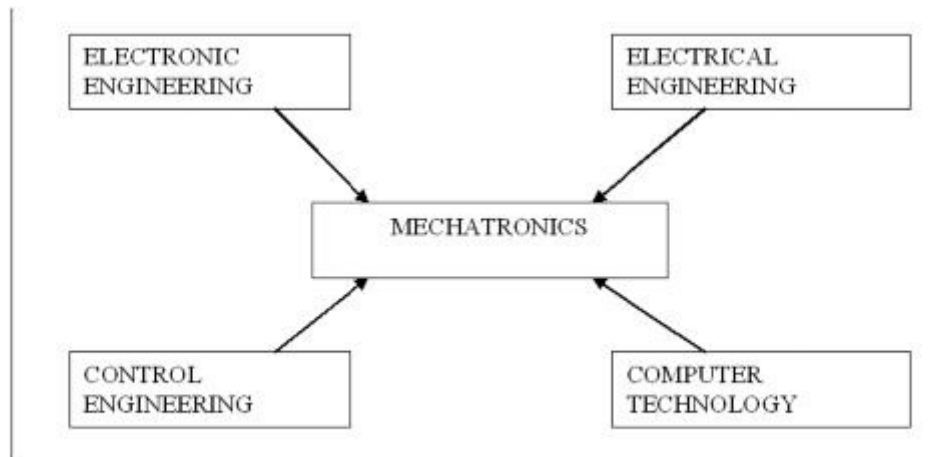 ELECTRONIC
ENGINEERING
ELECTRICAL
ENGINEERING
MECHATRONICS
CONTROL
ENGINEERING
COMPUTER
TECHNOLOGY